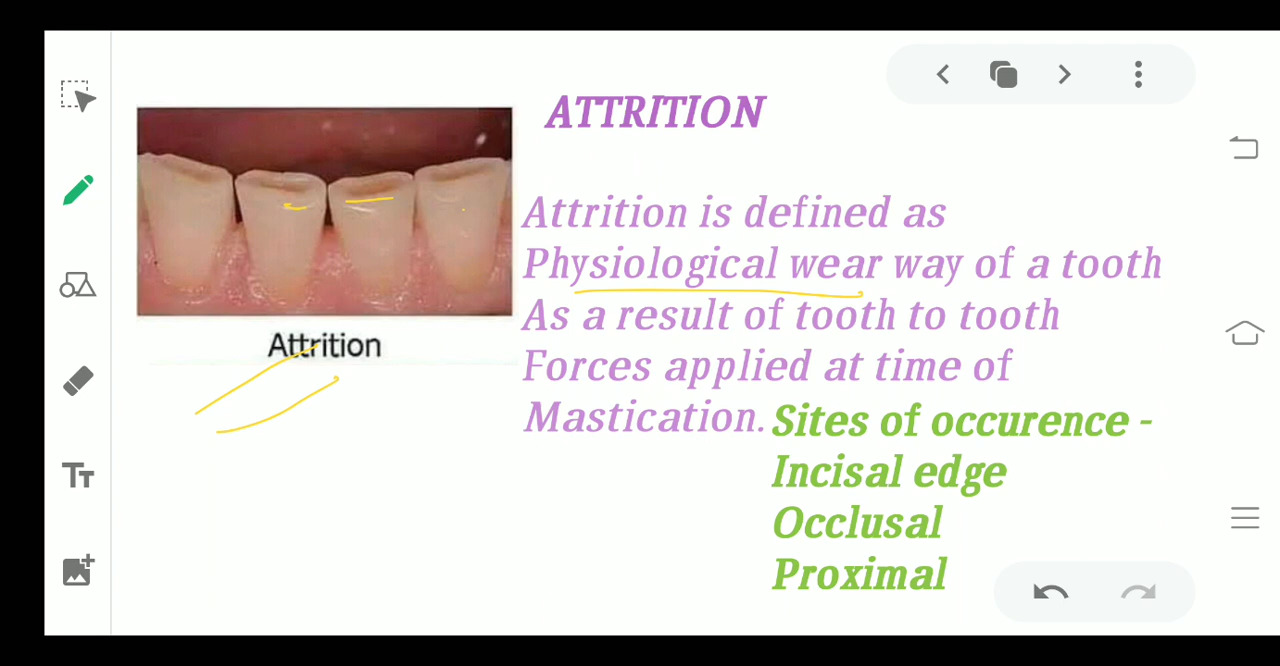 ATTRITION
Attrition is defined as
Physiological wear way of a tooth
As a result of tooth to tooth
Forces applied at time of
Mastication.
Attrition
Sites of occurence -
Incisal edge
Occlusal
Proximal
TT